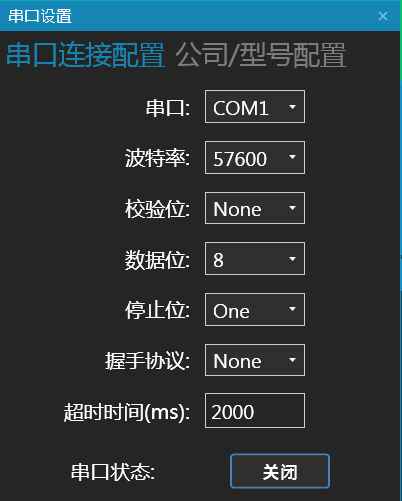 串口设置
串口连接配置 公司/型号配置
串口: COM1
波特率: 57600
校验位: None
数据位: 8
停止位: One
握手协议: None
超时时间(ms): 2000
串口状态: 关闭